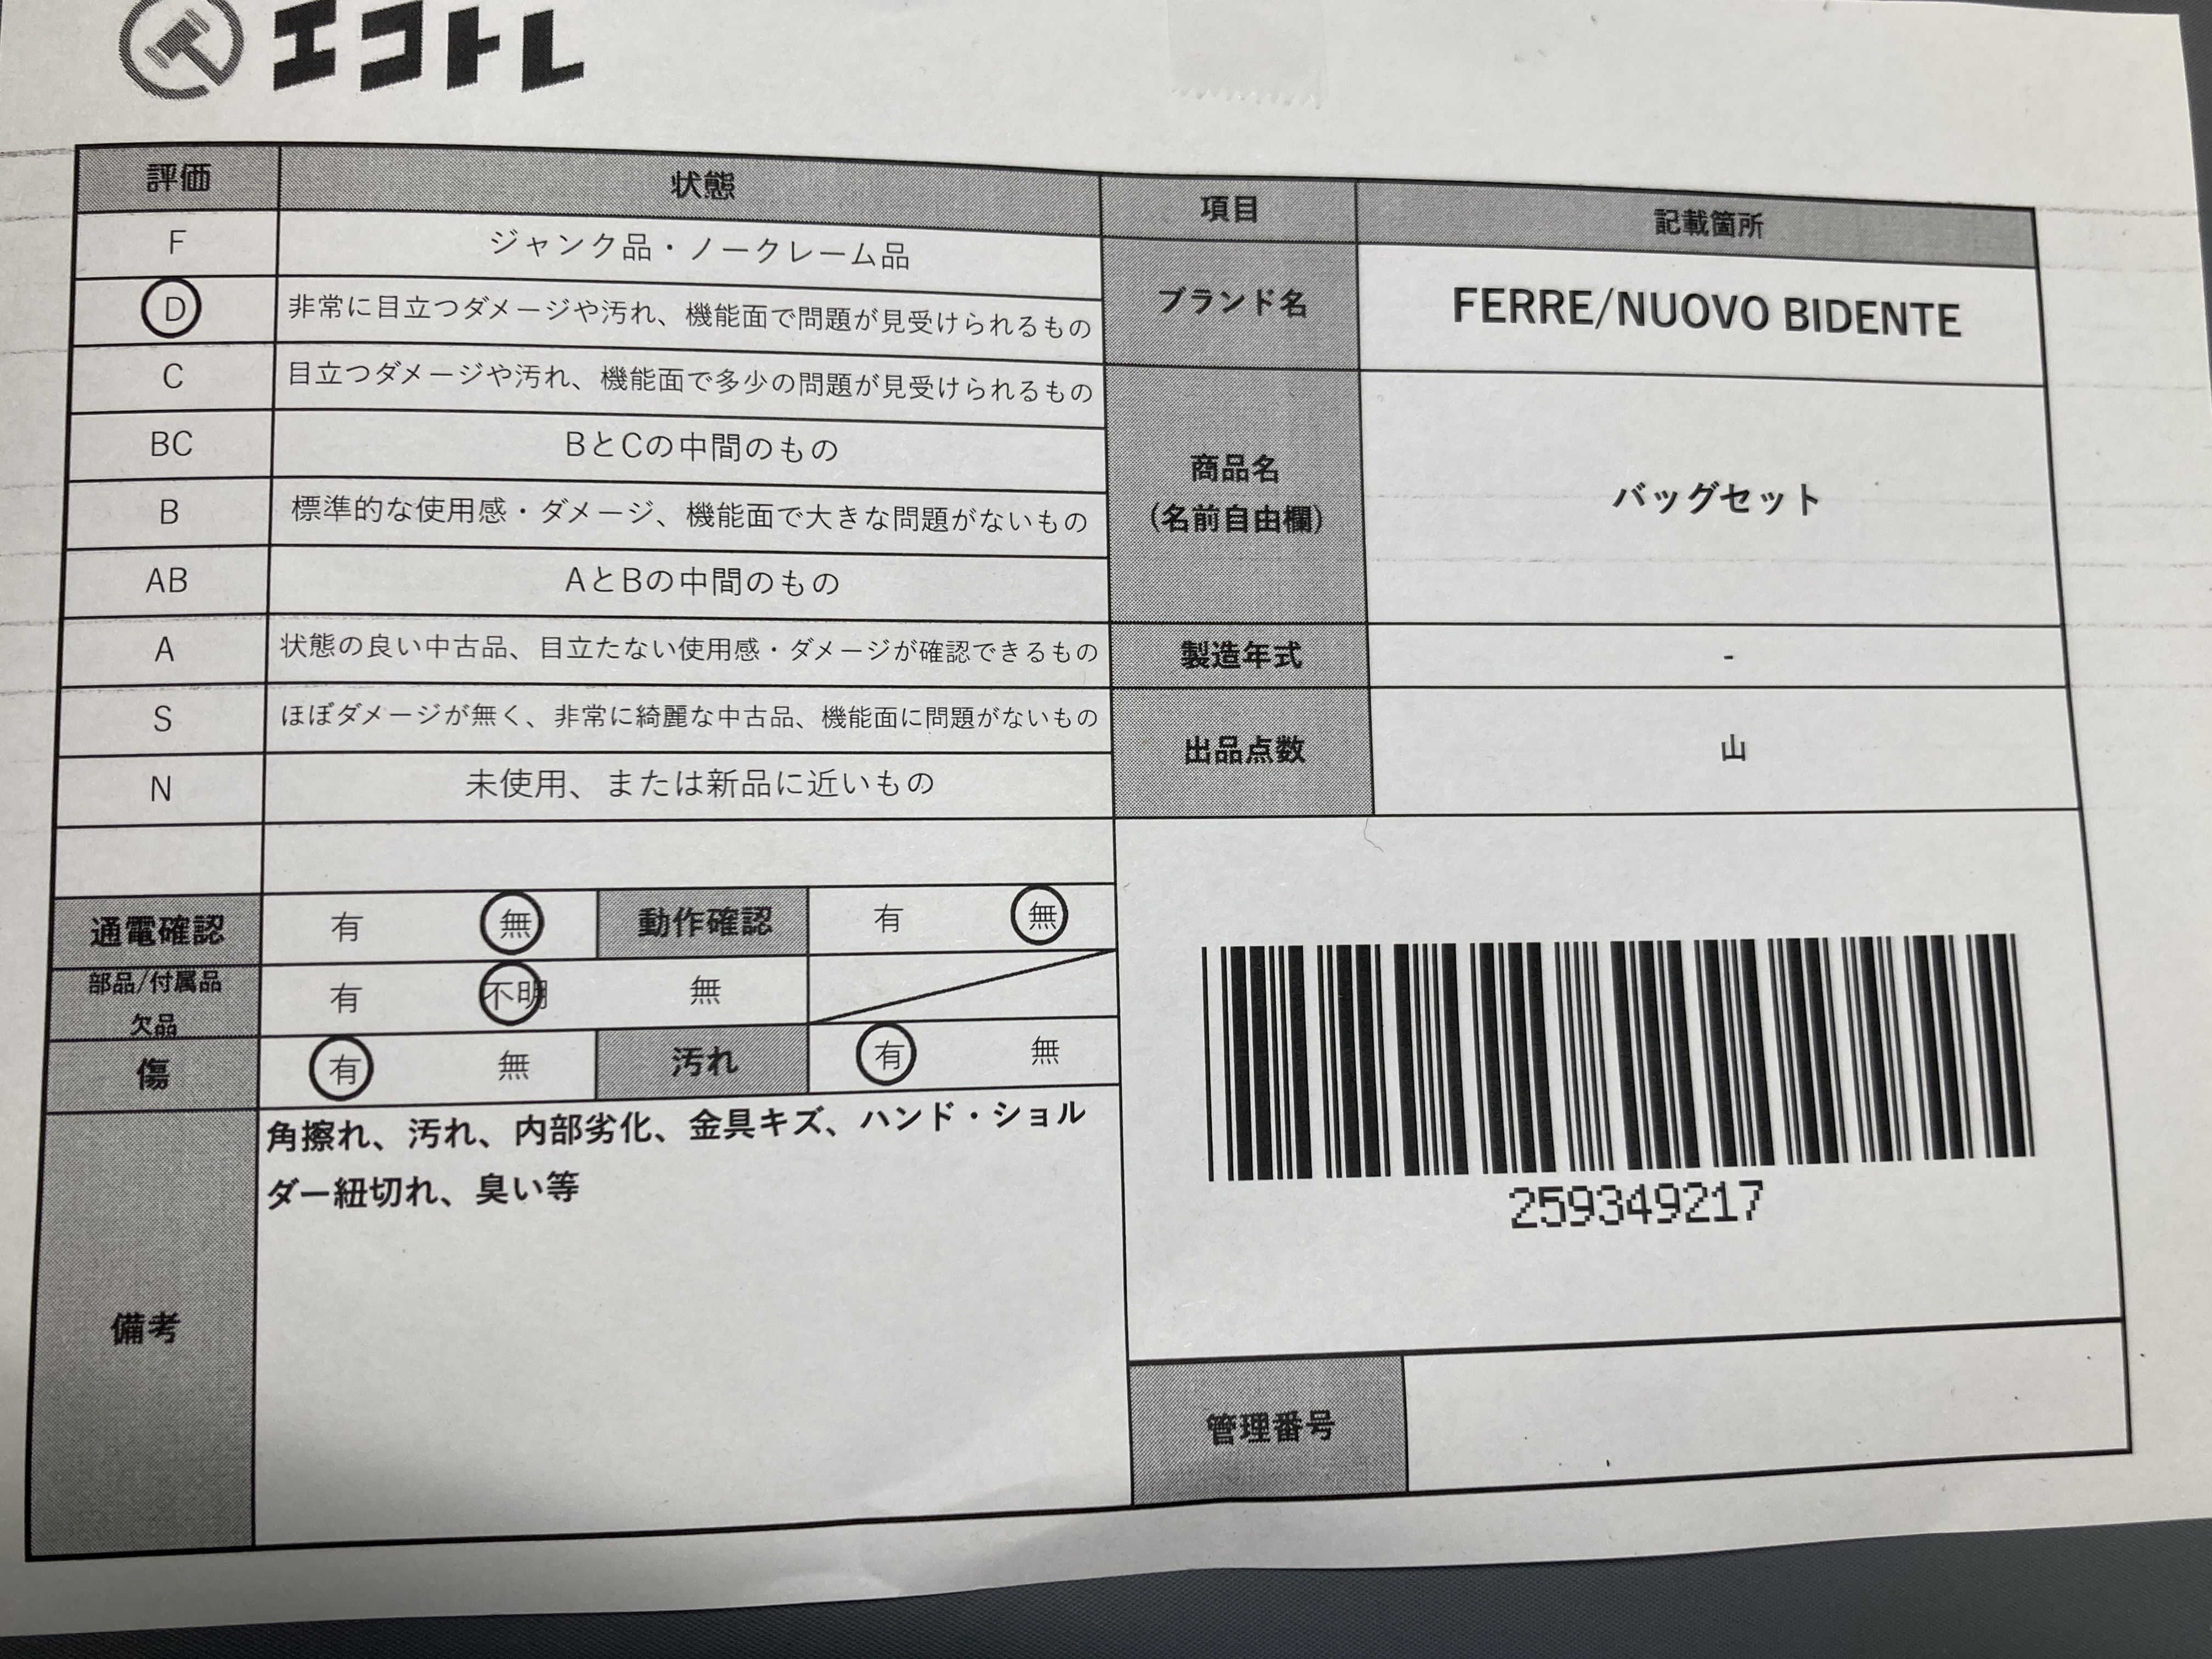 エコトレ
評価 状態 項目 記載箇所
F ジャンク品・ノークレーム品
D 非常に目立つダメージや汚れ、機能面で問題が見受けられるもの
ブランド名 FERRE/NUOVO BIDENTE
C 目立つダメージや汚れ、機能面で多少の問題が見受けられるもの
BC BとCの中間のもの
商品名
(名前自由欄)
バッグセット
B 標準的な使用感・ダメージ、機能面で大きな問題がないもの
AB AとBの中間のもの
A 状態の良い中古品、目立たない使用感・ダメージが確認できるもの
製造年式 -
S ほぼダメージが無く、非常に綺麗な中古品、機能面に問題がないもの
出品点数 山
N 未使用、または新品に近いもの
通電確認 有 無 動作確認 有 無
部品/付属品
欠品
有 不明 無
傷 有 無 汚れ 有 無
備考
角擦れ、汚れ、内部劣化、金具キズ、ハンド・ショル
ダー紐切れ、臭い等
259349217
管理番号